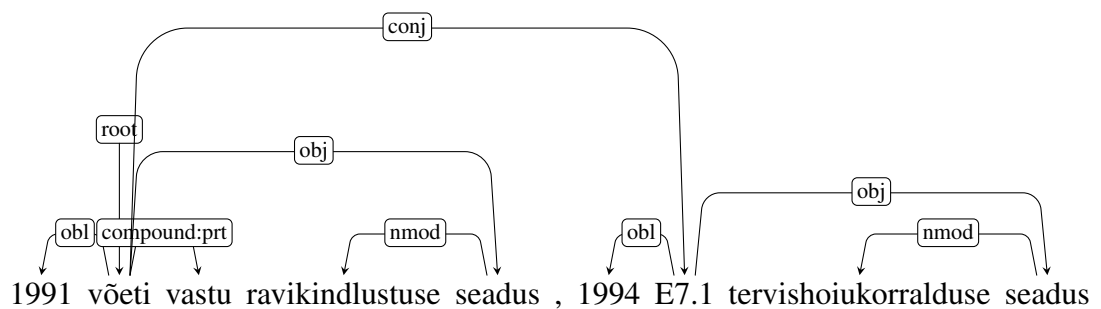 conj
root
obj
obj
obl compound:prt nmod obl nmod
1991 võeti vastu ravikindlustuse seadus , 1994 E7.1 tervishoiukorralduse seadus